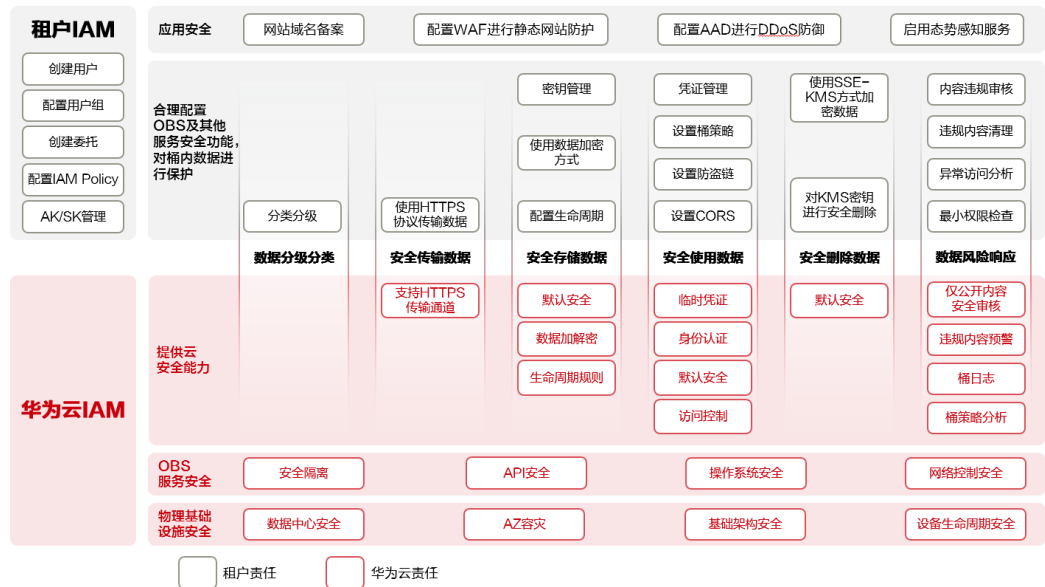 租户IAM
创建用户
配置用户组
创建委托
配置IAM Policy
AK/SK管理
应用安全
网站域名备案
配置WAF进行静态网站防护
配置AAD进行DDoS防御
启用态势感知服务
合理配置
OBS及其他
服务安全功能，
对桶内数据进
行保护
分类分级
使用HTTPS
协议传输数据
密钥管理
使用数据加密
方式
配置生命周期
凭证管理
设置桶策略
设置防盗链
设置CORS
使用SSE-
KMS方式加
密数据
对KMS密钥
进行安全删除
内容违规审核
违规内容清理
异常访问分析
最小权限检查
数据分级分类
安全传输数据
安全存储数据
安全使用数据
安全删除数据
数据风险响应
华为云IAM
提供云
安全能力
支持HTTPS
传输通道
默认安全
数据加解密
生命周期规则
临时凭证
身份认证
默认安全
访问控制
默认安全
仅公开内容
安全审核
违规内容预警
桶日志
桶策略分析
OBS
服务安全
安全隔离
API安全
操作系统安全
网络控制安全
物理基础
设施安全
数据中心安全
AZ容灾
基础架构安全
设备生命周期安全
租户责任
华为云责任